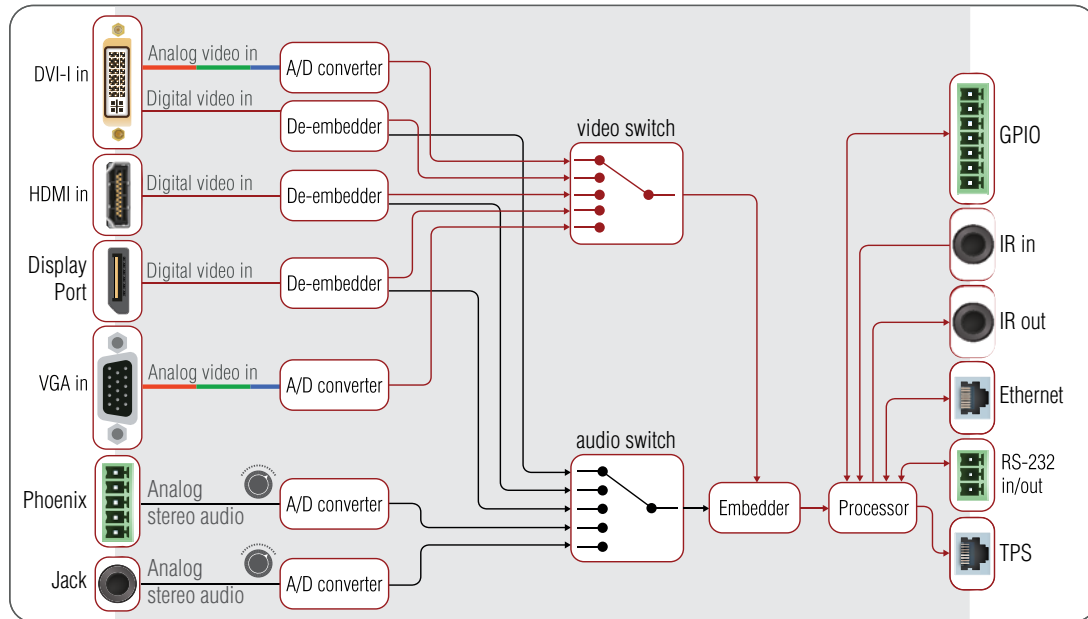 DVI-I in
Analog video in
A/D converter
Digital video in
De-embedder
video switch
GPIO
HDMI in
Digital video in
De-embedder
IR in
Display
Port
Digital video in
De-embedder
IR out
VGA in
Analog video in
A/D converter
Ethernet
audio switch
Phoenix
Analog
stereo audio
A/D converter
Embedder
Processor
RS-232
in/out
Jack
Analog
stereo audio
A/D converter
TPS